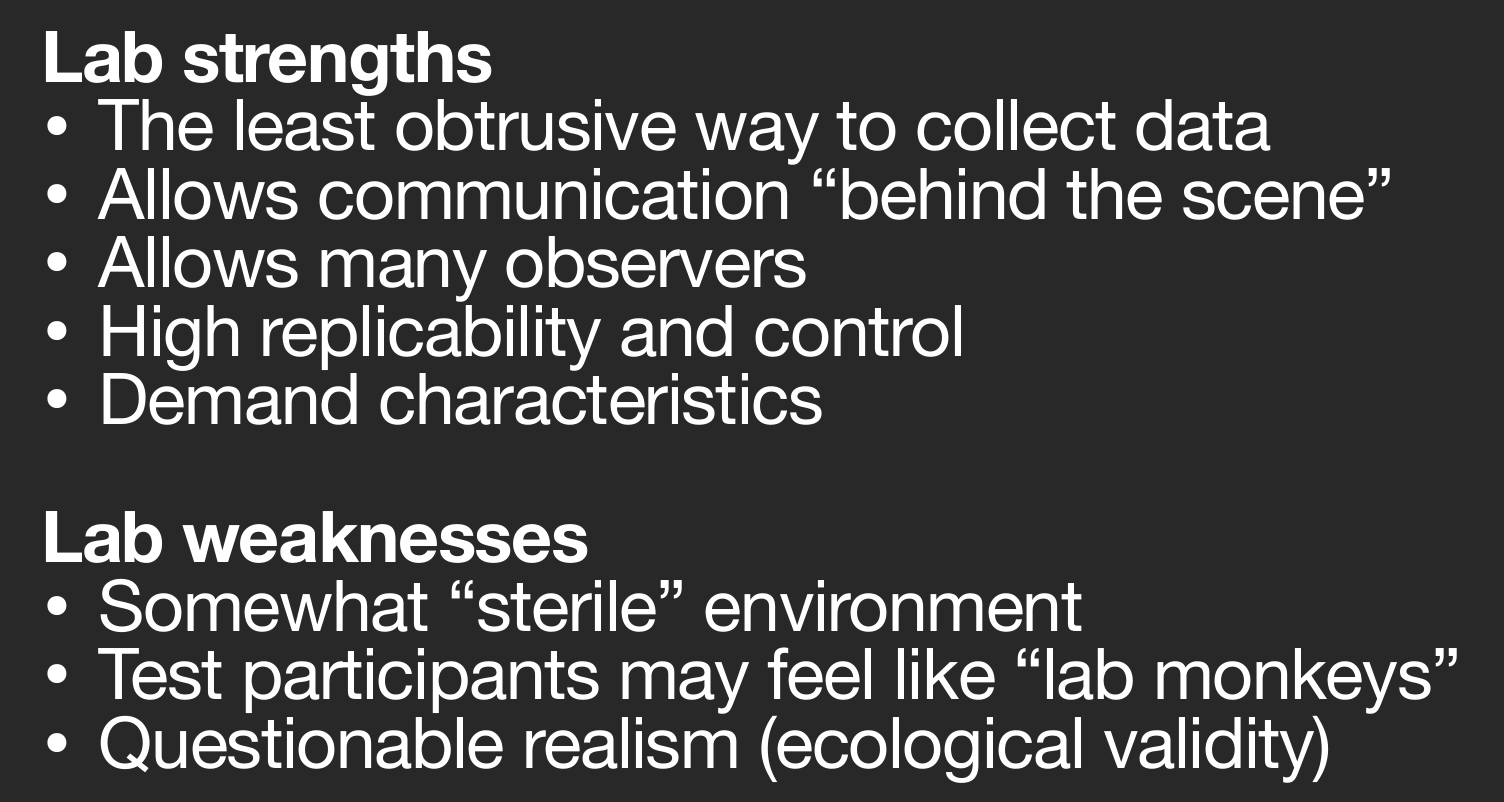 Lab strengths
• The least obtrusive way to collect data
• Allows communication “behind the scene”
• Allows many observers
• High replicability and control
• Demand characteristics
Lab weaknesses
• Somewhat “sterile” environment
• Test participants may feel like “lab monkeys”
• Questionable realism (ecological validity)